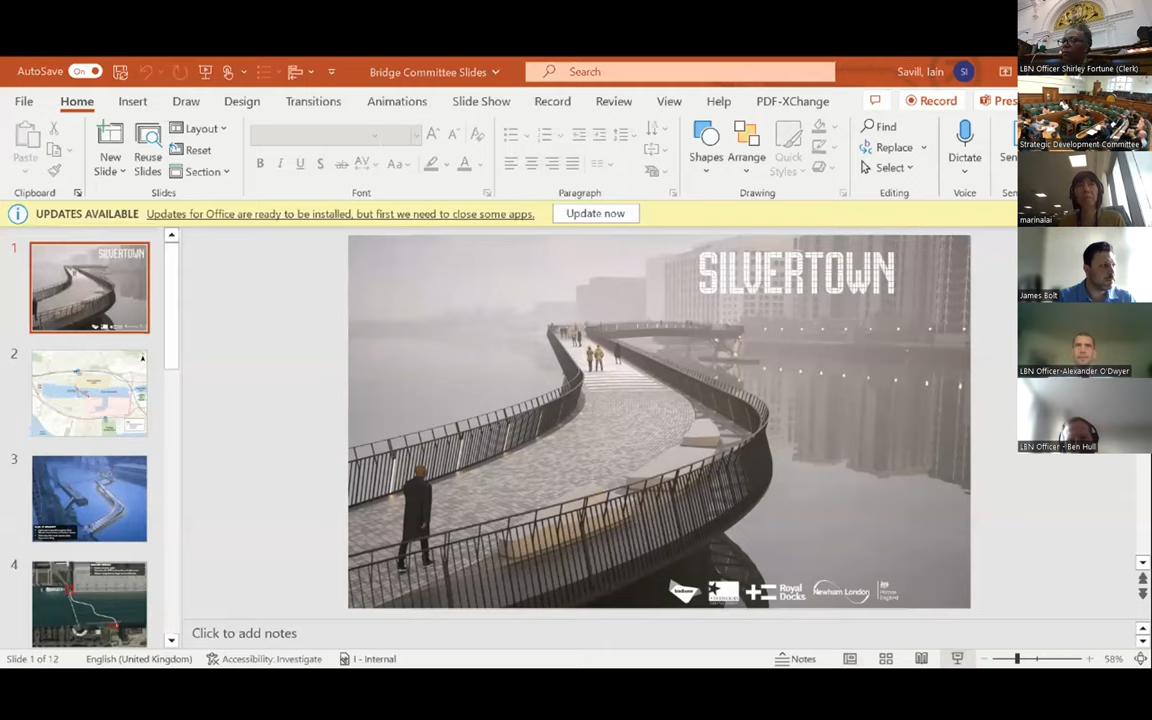 AutoSave On
Bridge Committee Slides
Search
Savill, Iain SI
File Home Insert Draw Design Transitions Animations Slide Show Record Review View Help PDF-XChange Record
Paste
New Slide
Reuse Slides
Layout
Reset
Section
Shapes
Arrange
Quick Styles
Find
Replace
Select
Dictate
Clipboard Slides Font Paragraph Drawing Editing Voice
UPDATES AVAILABLE Updates for Office are ready to be installed, but first we need to close some apps. Update now
1
2
3
4
SILVERTOWN
Royal Docks
Newham London
Click to add notes
Slide 1 of 12 English (United Kingdom) Accessibility: Investigate I - Internal Notes 58%
LBN Officer Shirley Fortune (Clerk)
Strategic Development Committee
marinalai
James Bolt
LBN Officer-Alexander O'Dwyer
LBN Officer - Ben Hull